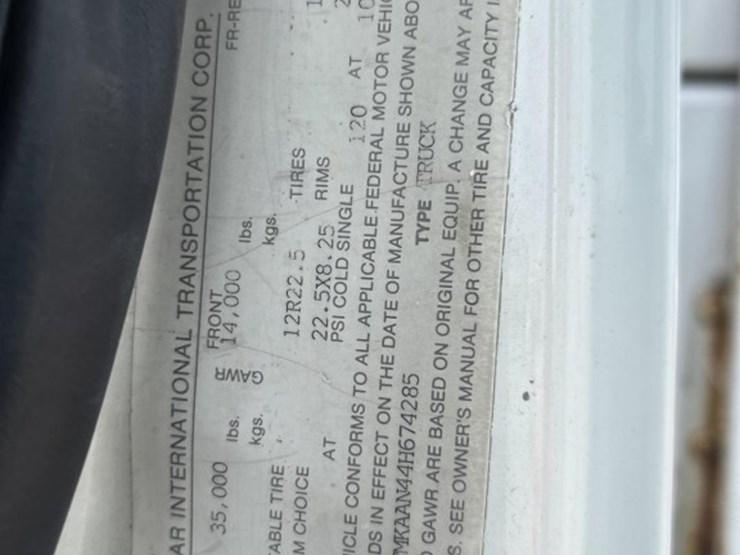 AR INTERNATIONAL TRANSPORTATION CORP.
35,000 lbs. kgs. GAWR FRONT 14,000 lbs. kgs. FR-RE
ABLE TIRE 12R22.5 TIRES
M CHOICE 22.5X8.25 RIMS
AT PSI COLD SINGLE 120 AT 10
ICLE CONFORMS TO ALL APPLICABLE FEDERAL MOTOR VEHIC
DS IN EFFECT ON THE DATE OF MANUFACTURE SHOWN ABO
MKAAN44H674285 TYPE TRUCK
GAWR ARE BASED ON ORIGINAL EQUIP. A CHANGE MAY AF
S. SEE OWNER'S MANUAL FOR OTHER TIRE AND CAPACITY I